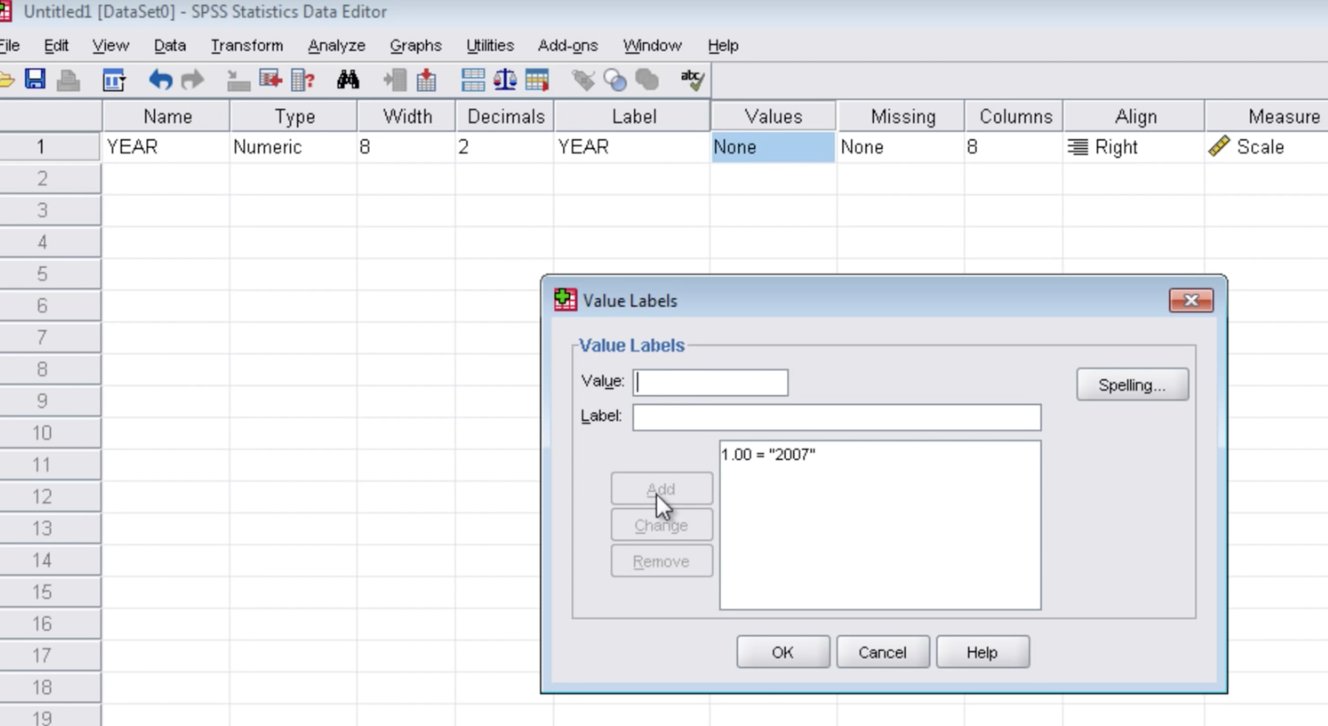 Untitled1 [DataSet0] - SPSS Statistics Data Editor
File Edit View Data Transform Analyze Graphs Utilities Add-ons Window Help
abc
Name Type Width Decimals Label Values Missing Columns Align Measure
1 YEAR Numeric 8 2 YEAR None None 8 Right Scale
2
3
4
5
6
7
8
9
10
11
12
13
14
15
16
17
18
19
Value Labels
Value Labels
Value:
Spelling...
Label:
1.00 = "2007"
Add
Change
Remove
OK Cancel Help